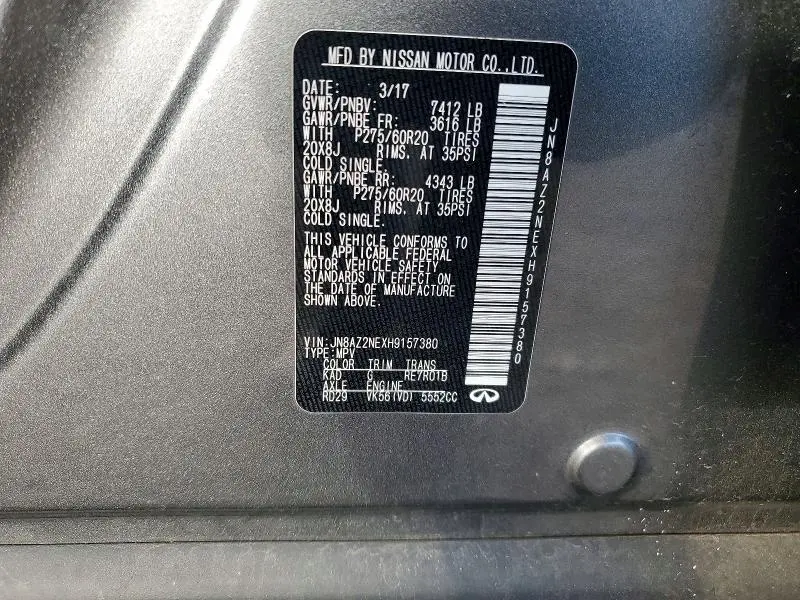 MFD BY NISSAN MOTOR CO.,LTD.
DATE: 3/17
GVWR/PNBV: 7412 LB
GAWR/PNBE FR: 3616 LB
WITH P275/60R20 TIRES
20X8J RIMS. AT 35PSI
COLD SINGLE.
GAWR/PNBE RR: 4343 LB
WITH P275/60R20 TIRES
20X8J RIMS. AT 35PSI
COLD SINGLE.
THIS VEHICLE CONFORMS TO
ALL APPLICABLE FEDERAL
MOTOR VEHICLE SAFETY
STANDARDS IN EFFECT ON
THE DATE OF MANUFACTURE
SHOWN ABOVE.
VIN:JN8AZ2NEXH9157380
TYPE:MPV
COLOR TRIM TRANS
KAD G RE7R01B
AXLE ENGINE
RD29 VK56(VD) 5552CC
JN8AZ2NEXH9157380